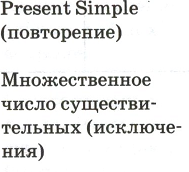 Present Simple
(повторение)
Множественное
число существи-
тельных (исключе-
ния)